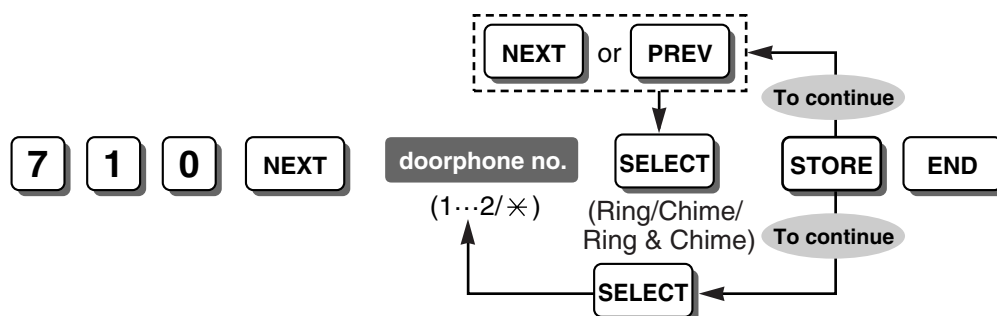 NEXT or PREV
To continue
7 1 0 NEXT doorphone no. SELECT STORE END
(1···2/✳)
(Ring/Chime/
Ring & Chime)
To continue
SELECT